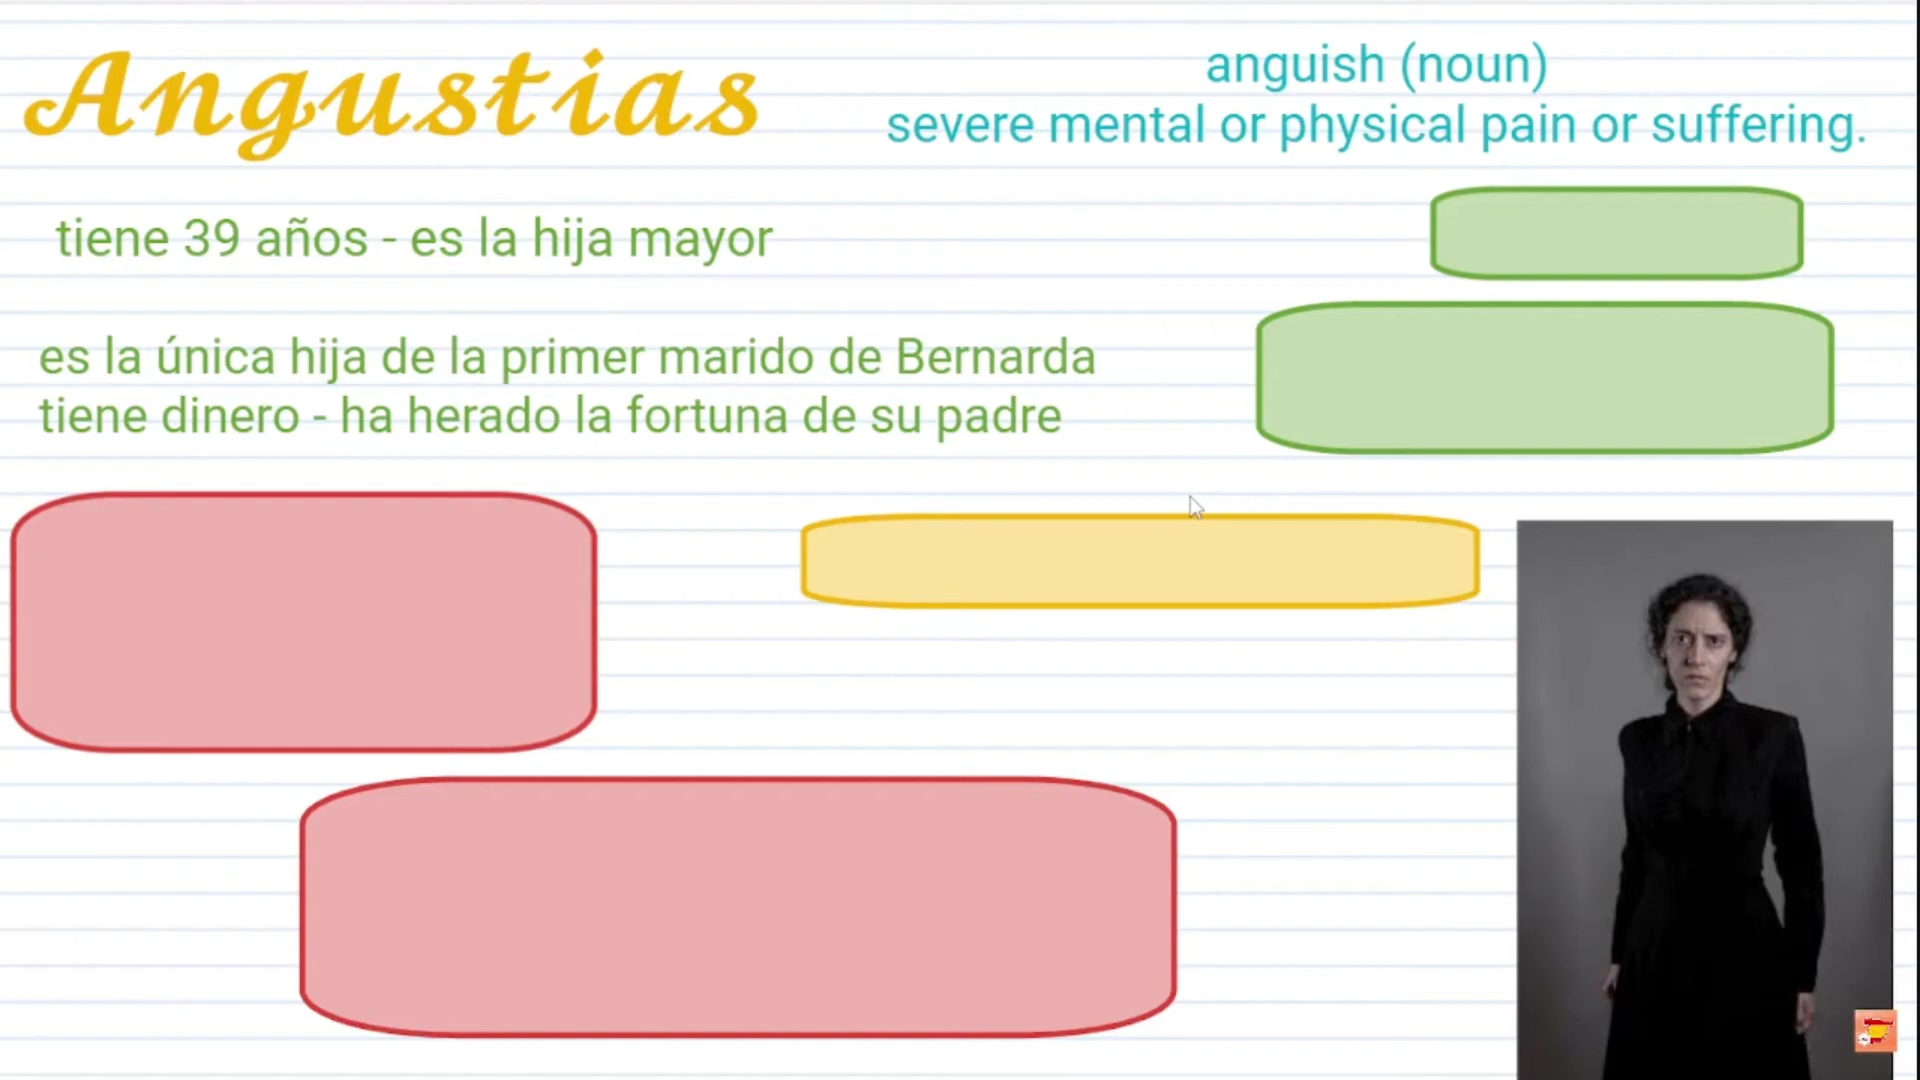 Angustias
anguish (noun)
severe mental or physical pain or suffering.
tiene 39 años - es la hija mayor
es la única hija de la primer marido de Bernarda
tiene dinero - ha herado la fortuna de su padre